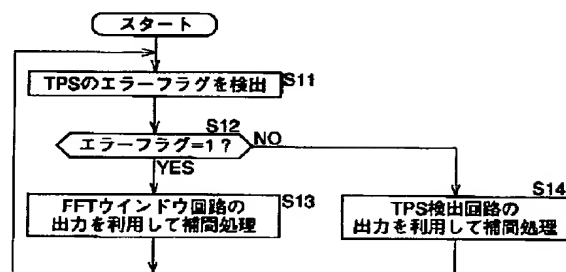 スタート
TPSのエラーフラグを検出
S11
S12
エラーフラグ=1？
NO
YES
FFTウインドウ回路の
出力を利用して補間処理
S13
S14
TPS検出回路の
出力を利用して補間処理